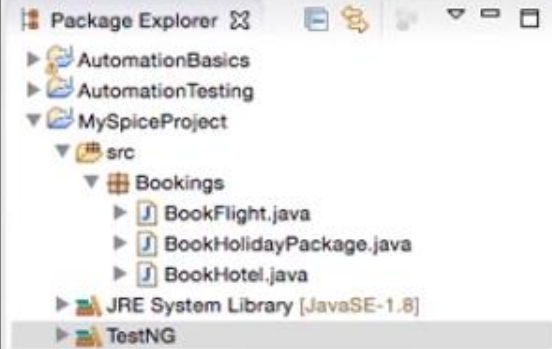 Package Explorer
AutomationBasics
AutomationTesting
MySpiceProject
src
Bookings
BookFlight.java
BookHolidayPackage.java
BookHotel.java
JRE System Library [JavaSE-1.8]
TestNG